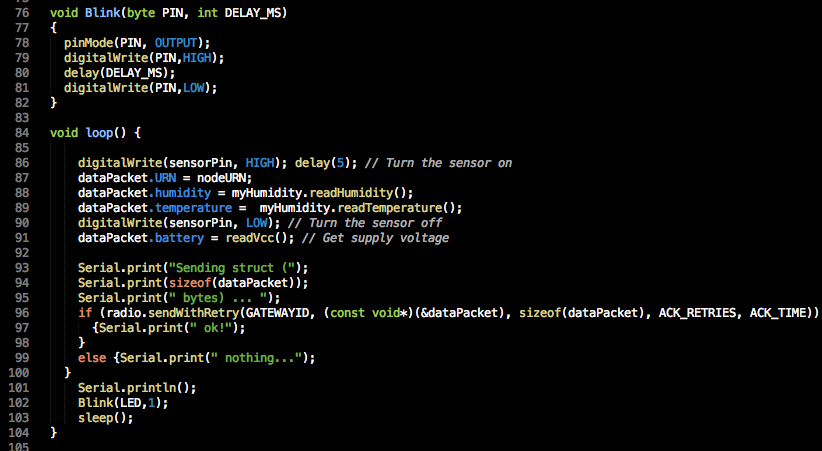 76 void Blink(byte PIN, int DELAY_MS)
77 {
78   pinMode(PIN, OUTPUT);
79   digitalWrite(PIN,HIGH);
80   delay(DELAY_MS);
81   digitalWrite(PIN,LOW);
82 }
83
84 void loop() {
85
86     digitalWrite(sensorPin, HIGH); delay(5); // Turn the sensor on
87     dataPacket.URN = nodeURN;
88     dataPacket.humidity = myHumidity.readHumidity();
89     dataPacket.temperature =  myHumidity.readTemperature();
90     digitalWrite(sensorPin, LOW); // Turn the sensor off
91     dataPacket.battery = readVcc(); // Get supply voltage
92
93     Serial.print("Sending struct (");
94     Serial.print(sizeof(dataPacket));
95     Serial.print(" bytes) ... ");
96     if (radio.sendWithRetry(GATEWAYID, (const void*)(&dataPacket), sizeof(dataPacket), ACK_RETRIES, ACK_TIME))
97       {Serial.print(" ok!");
98     }
99     else {Serial.print(" nothing...");
100   }
101     Serial.println();
102     Blink(LED,1);
103     sleep();
104 }
105